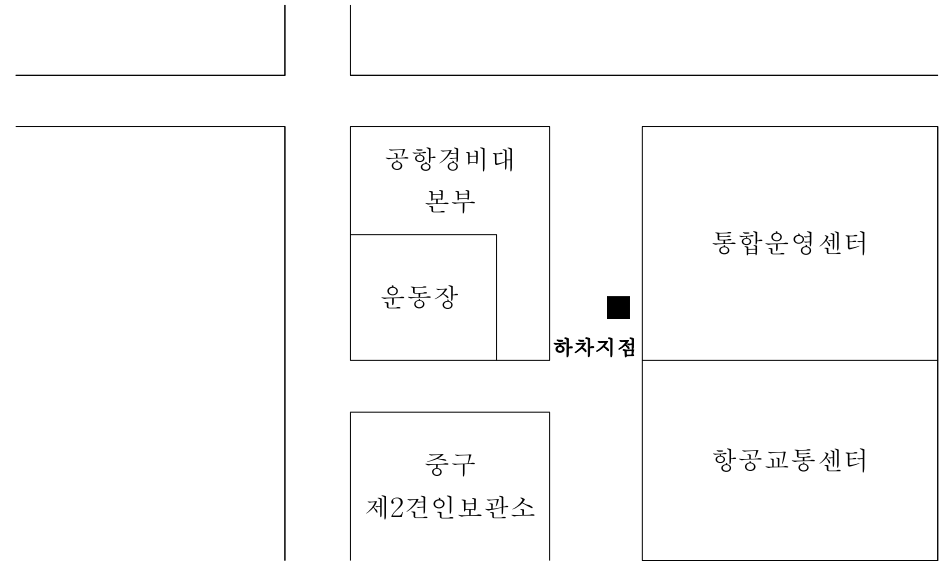 공항경비대
본부
통합운영센터
운동장
하차지점
중구
제2견인보관소
항공교통센터